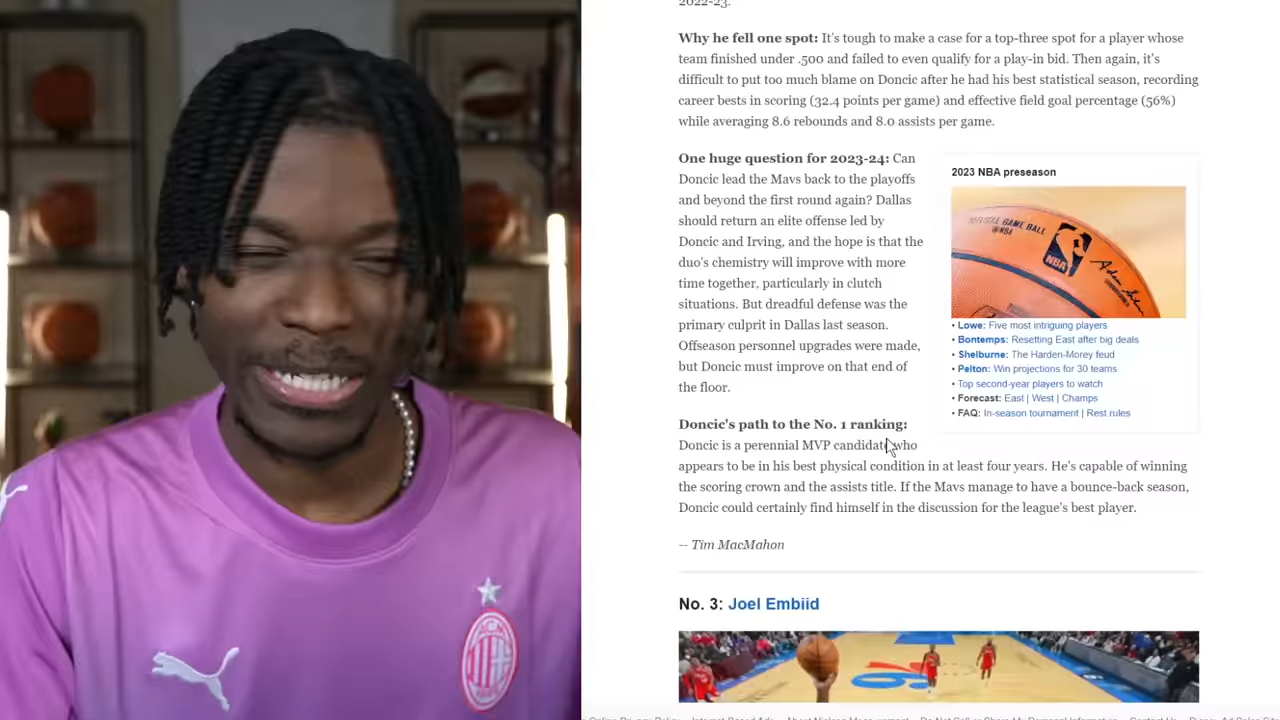 2022-23.
Why he fell one spot: It's tough to make a case for a top-three spot for a player whose
team finished under .500 and failed to even qualify for a play-in bid. Then again, it's
difficult to put too much blame on Doncic after he had his best statistical season, recording
career bests in scoring (32.4 points per game) and effective field goal percentage (56%)
while averaging 8.6 rebounds and 8.0 assists per game.
One huge question for 2023-24: Can
Doncic lead the Mavs back to the playoffs
and beyond the first round again? Dallas
should return an elite offense led by
Doncic and Irving, and the hope is that the
duo's chemistry will improve with more
time together, particularly in clutch
situations. But dreadful defense was the
primary culprit in Dallas last season.
Offseason personnel upgrades were made,
but Doncic must improve on that end of
the floor.
2023 NBA preseason
GAME BALL
@NBA
NBA
• Lowe: Five most intriguing players
• Bontemps: Resetting East after big deals
• Shelburne: The Harden-Morey feud
• Pelton: Win projections for 30 teams
• Top second-year players to watch
• Forecast: East | West | Champs
• FAQ: In-season tournament | Rest rules
Doncic's path to the No. 1 ranking:
Doncic is a perennial MVP candidate who
appears to be in his best physical condition in at least four years. He's capable of winning
the scoring crown and the assists title. If the Mavs manage to have a bounce-back season,
Doncic could certainly find himself in the discussion for the league's best player.
-- Tim MacMahon
No. 3: Joel Embiid
ACM